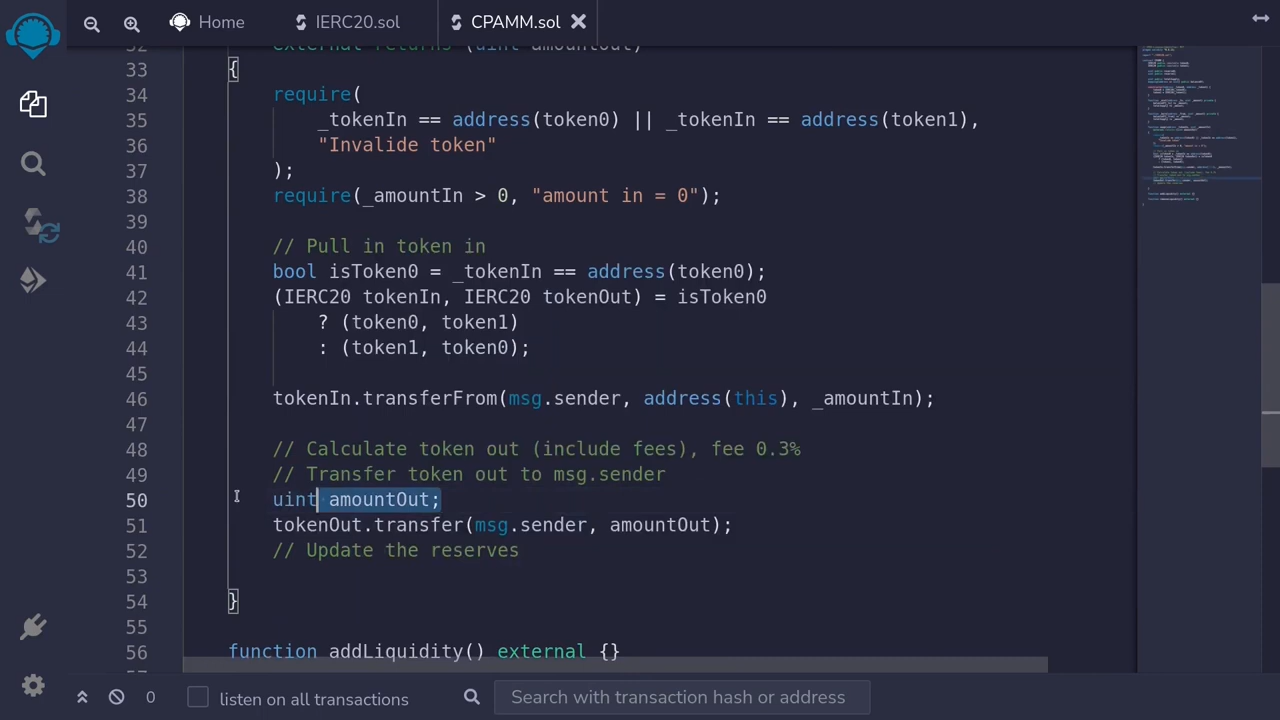 Home
IERC20.sol
CPAMM.sol
32 external returns (uint amountOut)
33 {
34 require(
35 _tokenIn == address(token0) || _tokenIn == address(token1),
36 "Invalide token"
37 );
38 require(_amountIn > 0, "amount in = 0");
39
40 // Pull in token in
41 bool isToken0 = _tokenIn == address(token0);
42 (IERC20 tokenIn, IERC20 tokenOut) = isToken0
43 ? (token0, token1)
44 : (token1, token0);
45
46 tokenIn.transferFrom(msg.sender, address(this), _amountIn);
47
48 // Calculate token out (include fees), fee 0.3%
49 // Transfer token out to msg.sender
50 uint amountOut;
51 tokenOut.transfer(msg.sender, amountOut);
52 // Update the reserves
53
54 }
55
56 function addLiquidity() external {}
0
listen on all transactions
Search with transaction hash or address